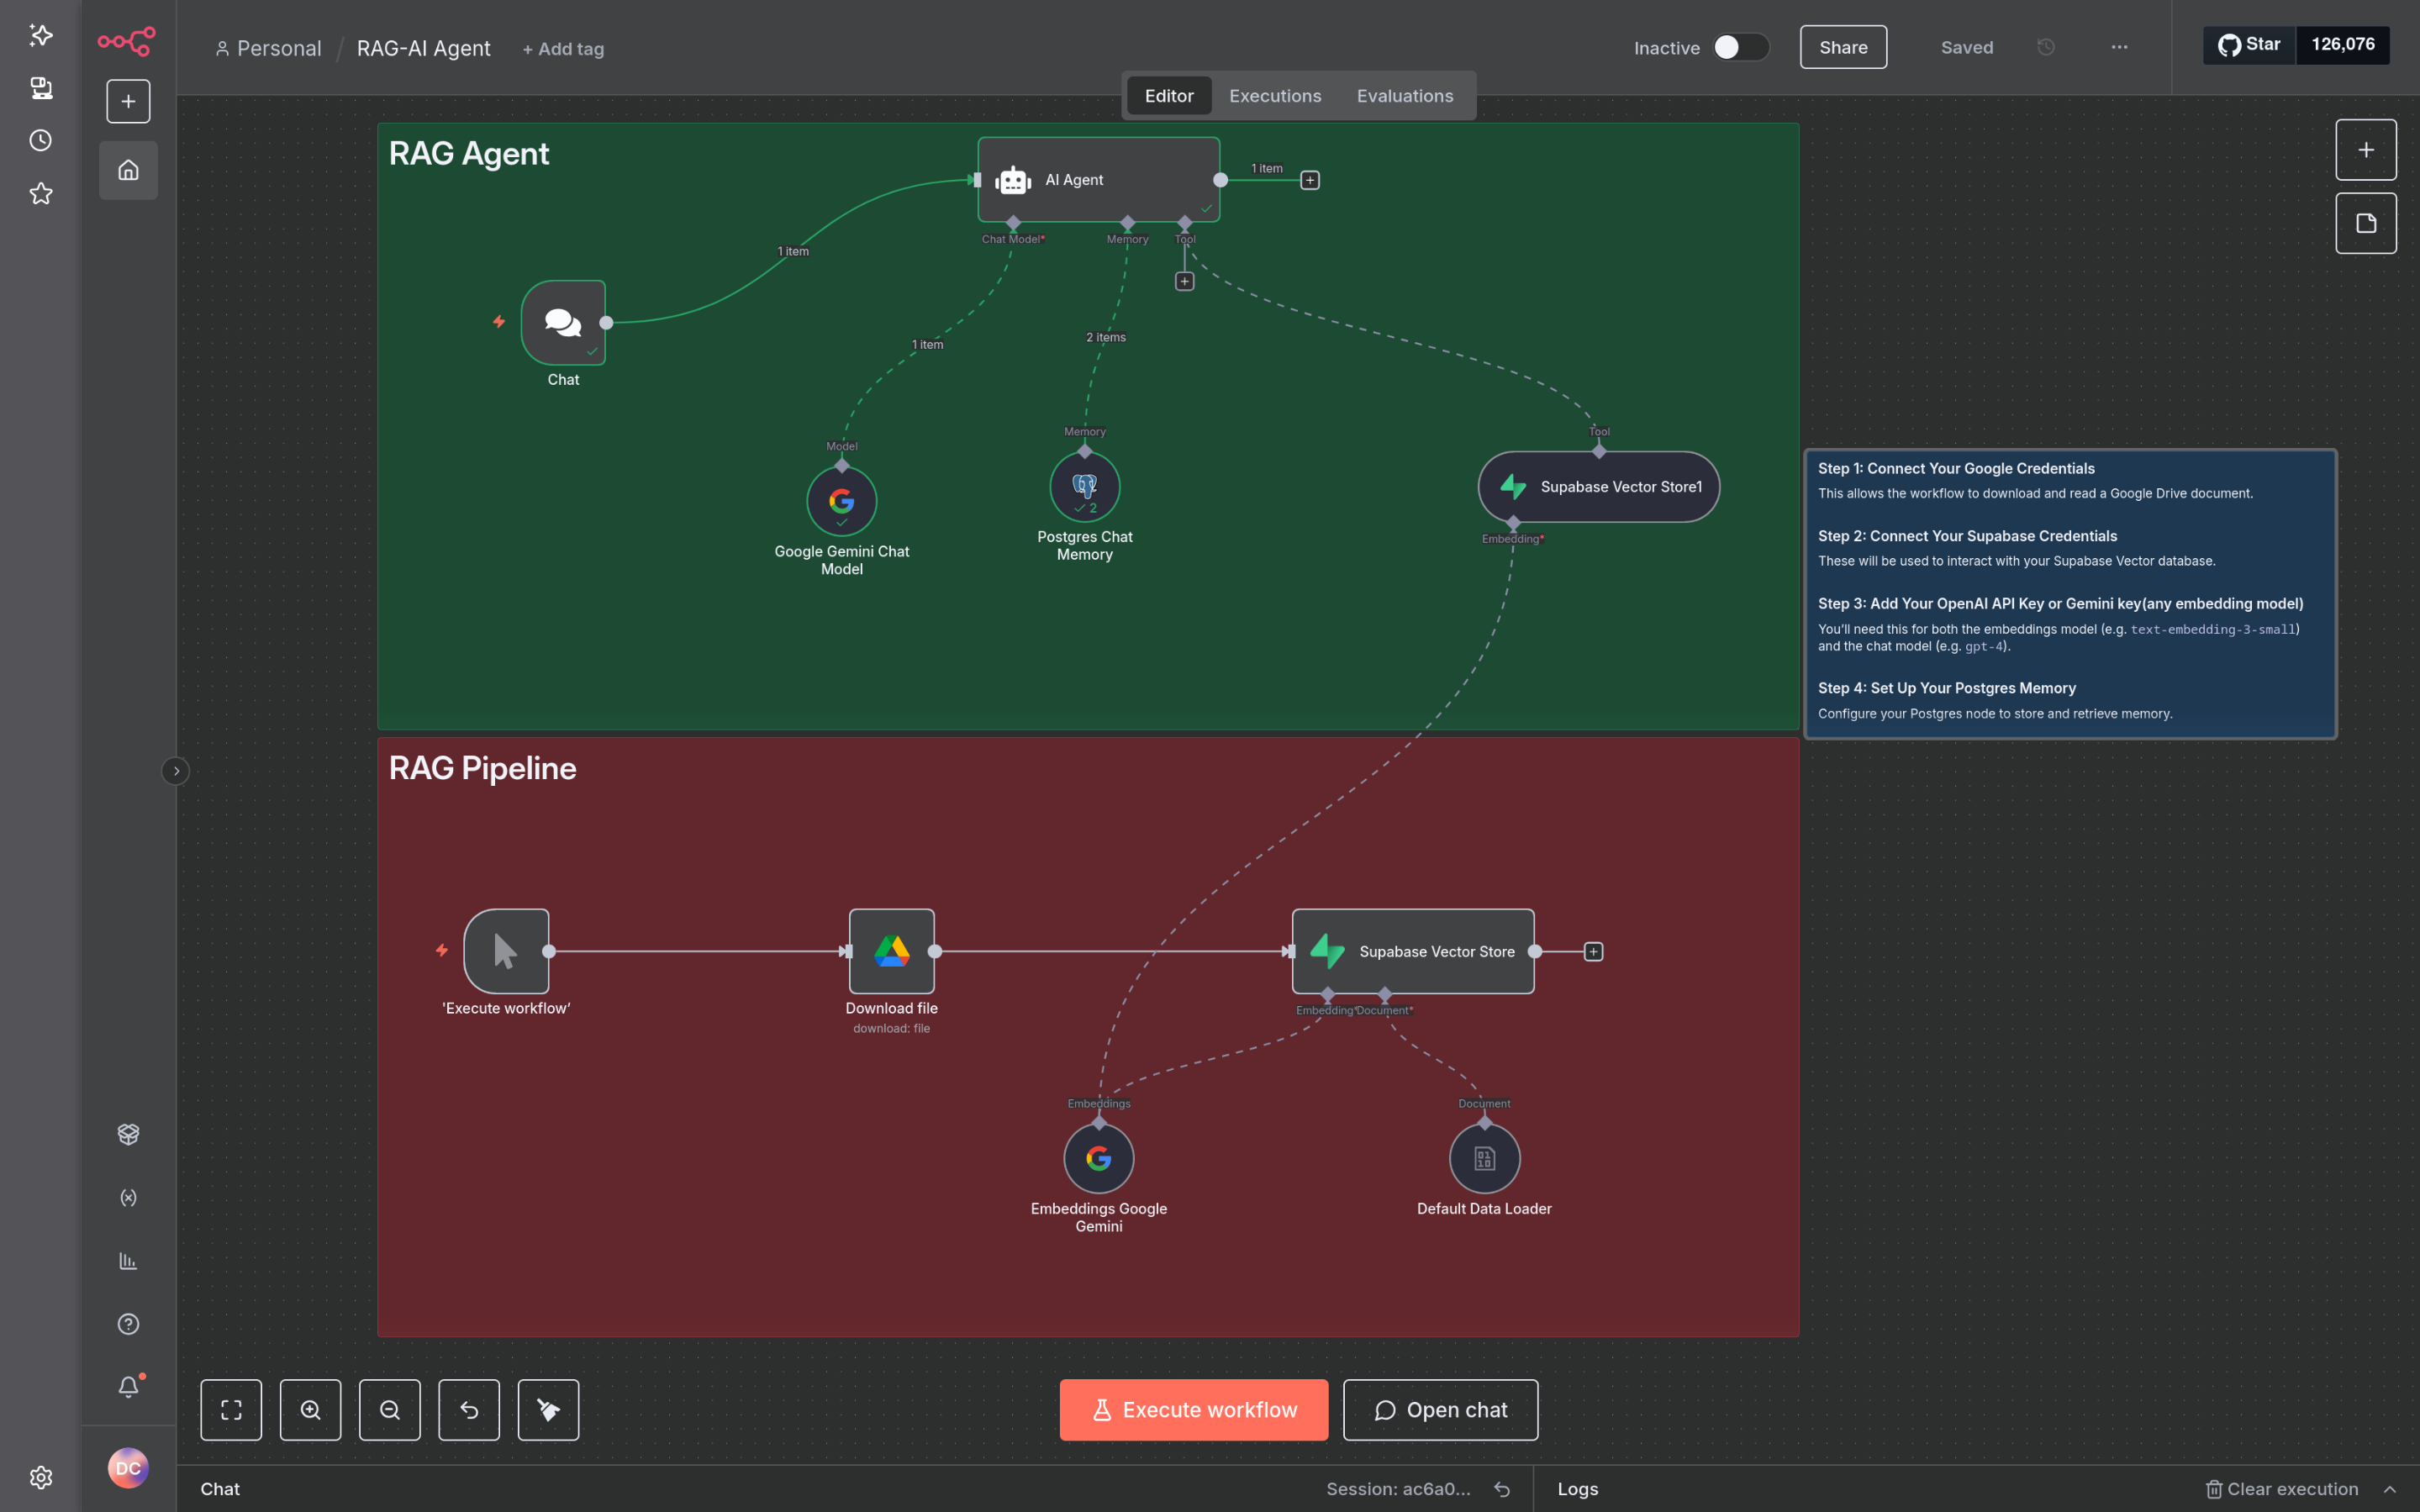 Personal / RAG-AI Agent + Add tag
Inactive
Share
Saved
Star 126,076
Editor Executions Evaluations
RAG Agent
AI Agent
1 item
Chat Model*
Memory
Tool
1 item
Chat
1 item
2 items
Model
Memory
Tool
Google Gemini Chat
Model
2
Postgres Chat
Memory
Supabase Vector Store1
Embedding*
Step 1: Connect Your Google Credentials
This allows the workflow to download and read a Google Drive document.
Step 2: Connect Your Supabase Credentials
These will be used to interact with your Supabase Vector database.
Step 3: Add Your OpenAI API Key or Gemini key(any embedding model)
You'll need this for both the embeddings model (e.g. text-embedding-3-small)
and the chat model (e.g. gpt-4).
Step 4: Set Up Your Postgres Memory
Configure your Postgres node to store and retrieve memory.
RAG Pipeline
'Execute workflow'
Download file
download: file
Supabase Vector Store
Embedding*
Document*
Embeddings
Document
01
10
Embeddings Google
Gemini
Default Data Loader
Execute workflow
Open chat
DC
Chat
Session: ac6a0...
Logs
Clear execution